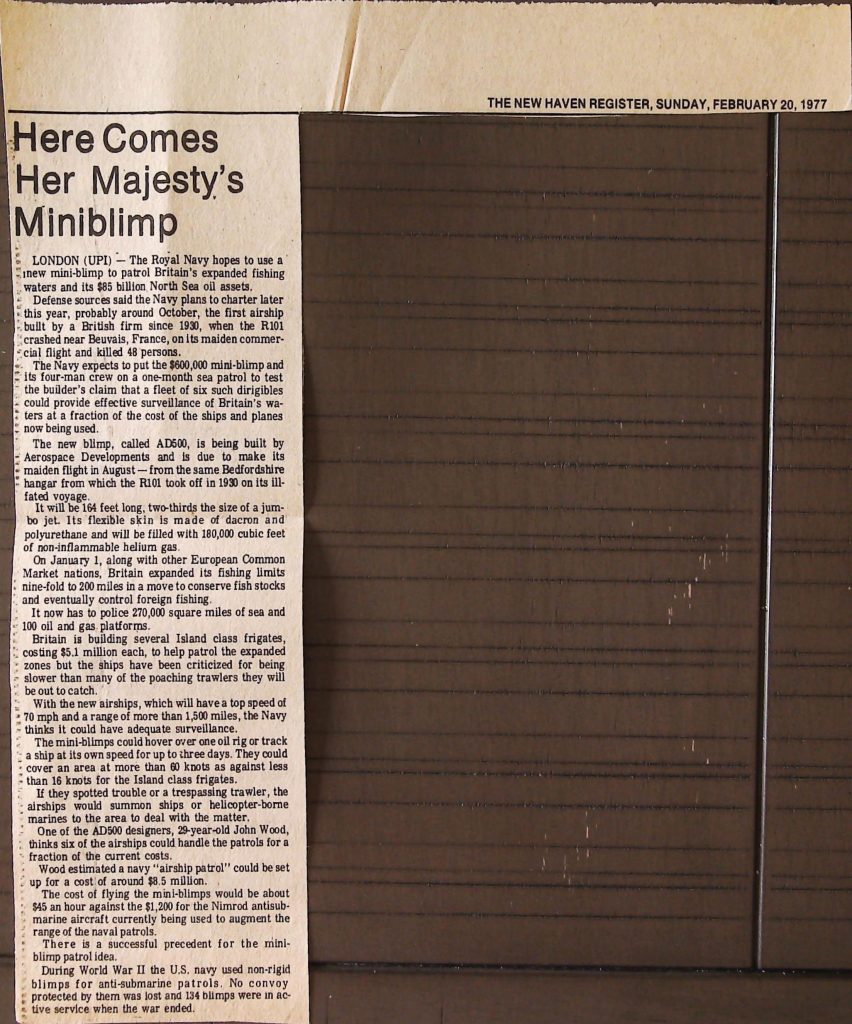 THE NEW HAVEN REGISTER, SUNDAY, FEBRUARY 20, 1977
Here Comes
Her Majesty's
Miniblimp
LONDON (UPI) — The Royal Navy hopes to use a
new mini-blimp to patrol Britain's expanded fishing
waters and its $85 billion North Sea oil assets.
Defense sources said the Navy plans to charter later
this year, probably around October, the first airship
built by a British firm since 1930, when the R101
crashed near Beuvais, France, on its maiden commer-
cial flight and killed 48 persons.
The Navy expects to put the $600,000 mini-blimp and
its four-man crew on a one-month sea patrol to test
the builder's claim that a fleet of six such dirigibles
could provide effective surveillance of Britain's wa-
ters at a fraction of the cost of the ships and planes
now being used.
The new blimp, called AD500, is being built by
Aerospace Developments and is due to make its
maiden flight in August — from the same Bedfordshire
hangar from which the R101 took off in 1930 on its ill-
fated voyage.
It will be 164 feet long, two-thirds the size of a jum-
bo jet. Its flexible skin is made of dacron and
polyurethane and will be filled with 180,000 cubic feet
of non-inflammable helium gas.
On January 1, along with other European Common
Market nations, Britain expanded its fishing limits
nine-fold to 200 miles in a move to conserve fish stocks
and eventually control foreign fishing.
It now has to police 270,000 square miles of sea and
100 oil and gas platforms.
Britain is building several Island class frigates,
costing $5.1 million each, to help patrol the expanded
zones but the ships have been criticized for being
slower than many of the poaching trawlers they will
be out to catch.
With the new airships, which will have a top speed of
70 mph and a range of more than 1,500 miles, the Navy
thinks it could have adequate surveillance.
The mini-blimps could hover over one oil rig or track
a ship at its own speed for up to three days. They could
cover an area at more than 60 knots as against less
than 16 knots for the Island class frigates.
If they spotted trouble or a trespassing trawler, the
airships would summon ships or helicopter-borne
marines to the area to deal with the matter.
One of the AD500 designers, 29-year-old John Wood,
thinks six of the airships could handle the patrols for a
fraction of the current costs.
Wood estimated a navy "airship patrol" could be set
up for a cost of around $8.5 million.
The cost of flying the mini-blimps would be about
$45 an hour against the $1,200 for the Nimrod antisub-
marine aircraft currently being used to augment the
range of the naval patrols.
There is a successful precedent for the mini-
blimp patrol idea.
During World War II the U.S. navy used non-rigid
blimps for anti-submarine patrols. No convoy
protected by them was lost and 134 blimps were in ac-
tive service when the war ended.